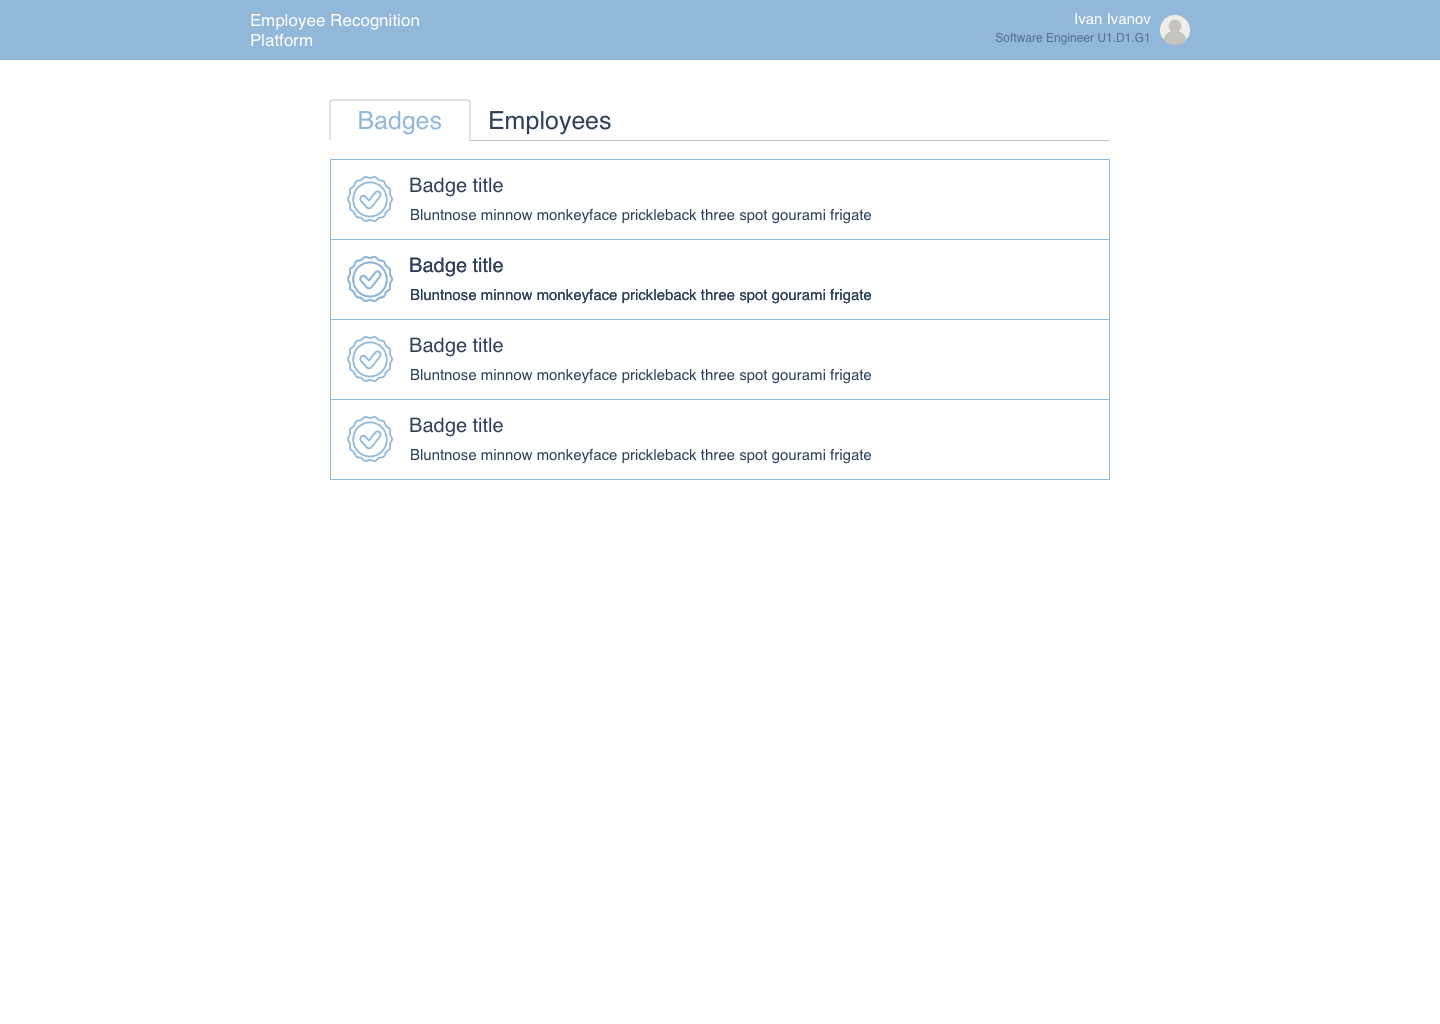 Employee Recognition
Platform
Ivan Ivanov
Software Engineer U1.D1.G1
Badges
Employees
Badge title
Bluntnose minnow monkeyface prickleback three spot gourami frigate
Badge title
Bluntnose minnow monkeyface prickleback three spot gourami frigate
Badge title
Bluntnose minnow monkeyface prickleback three spot gourami frigate
Badge title
Bluntnose minnow monkeyface prickleback three spot gourami frigate